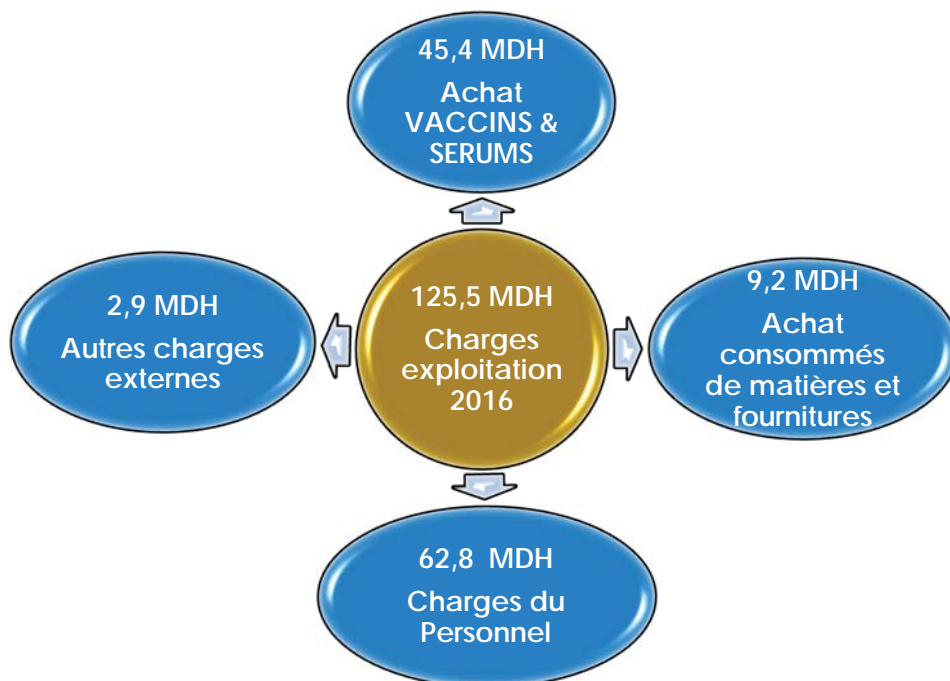 45,4 MDH
Achat
VACCINS &
SERUMS
2,9 MDH
Autres charges
externes
125,5 MDH
Charges
exploitation
2016
9,2 MDH
Achat
consommés
de matières et
fournitures
62,8 MDH
Charges du
Personnel